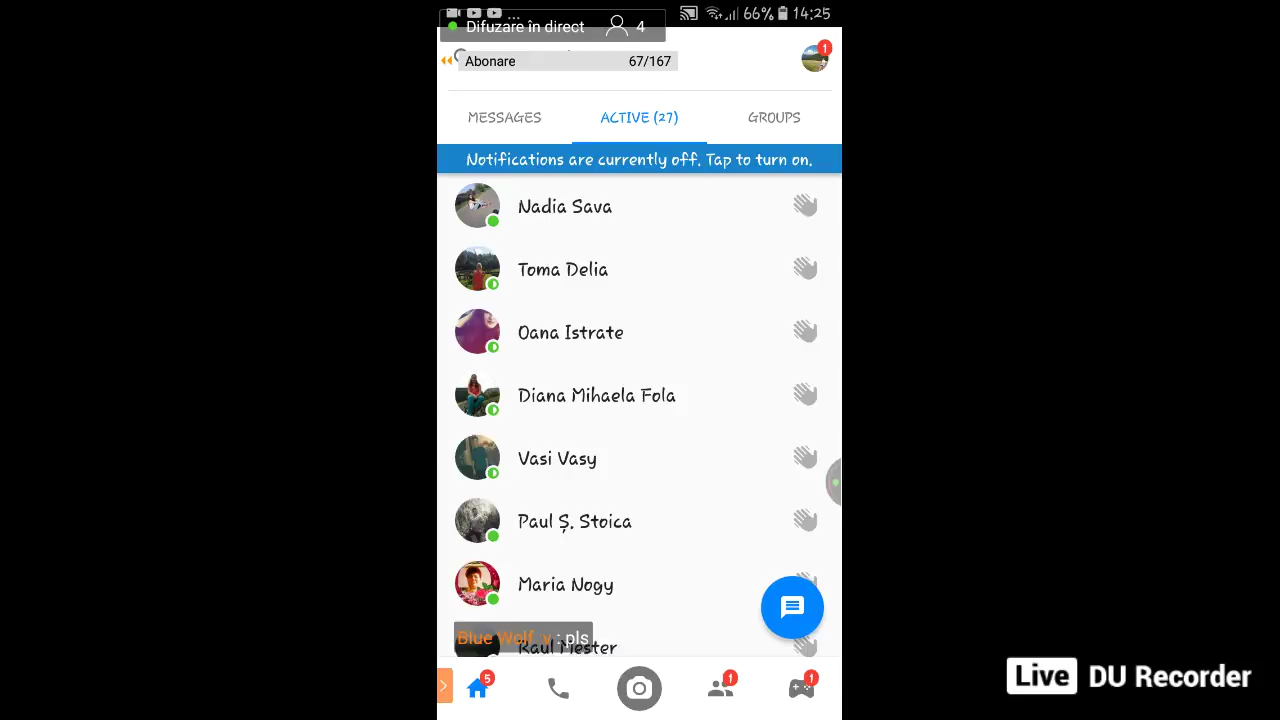 66% 14:25
Difuzare în direct 4
Abonare 67/167
1
MESSAGES ACTIVE (27) GROUPS
Notifications are currently off. Tap to turn on.
Nadia Sava
Toma Delia
Oana Istrate
Diana Mihaela Fola
Vasi Vasy
Paul Ș. Stoica
Maria Nogy
Blue Wolf :v : pls
5
1
1
Live DU Recorder